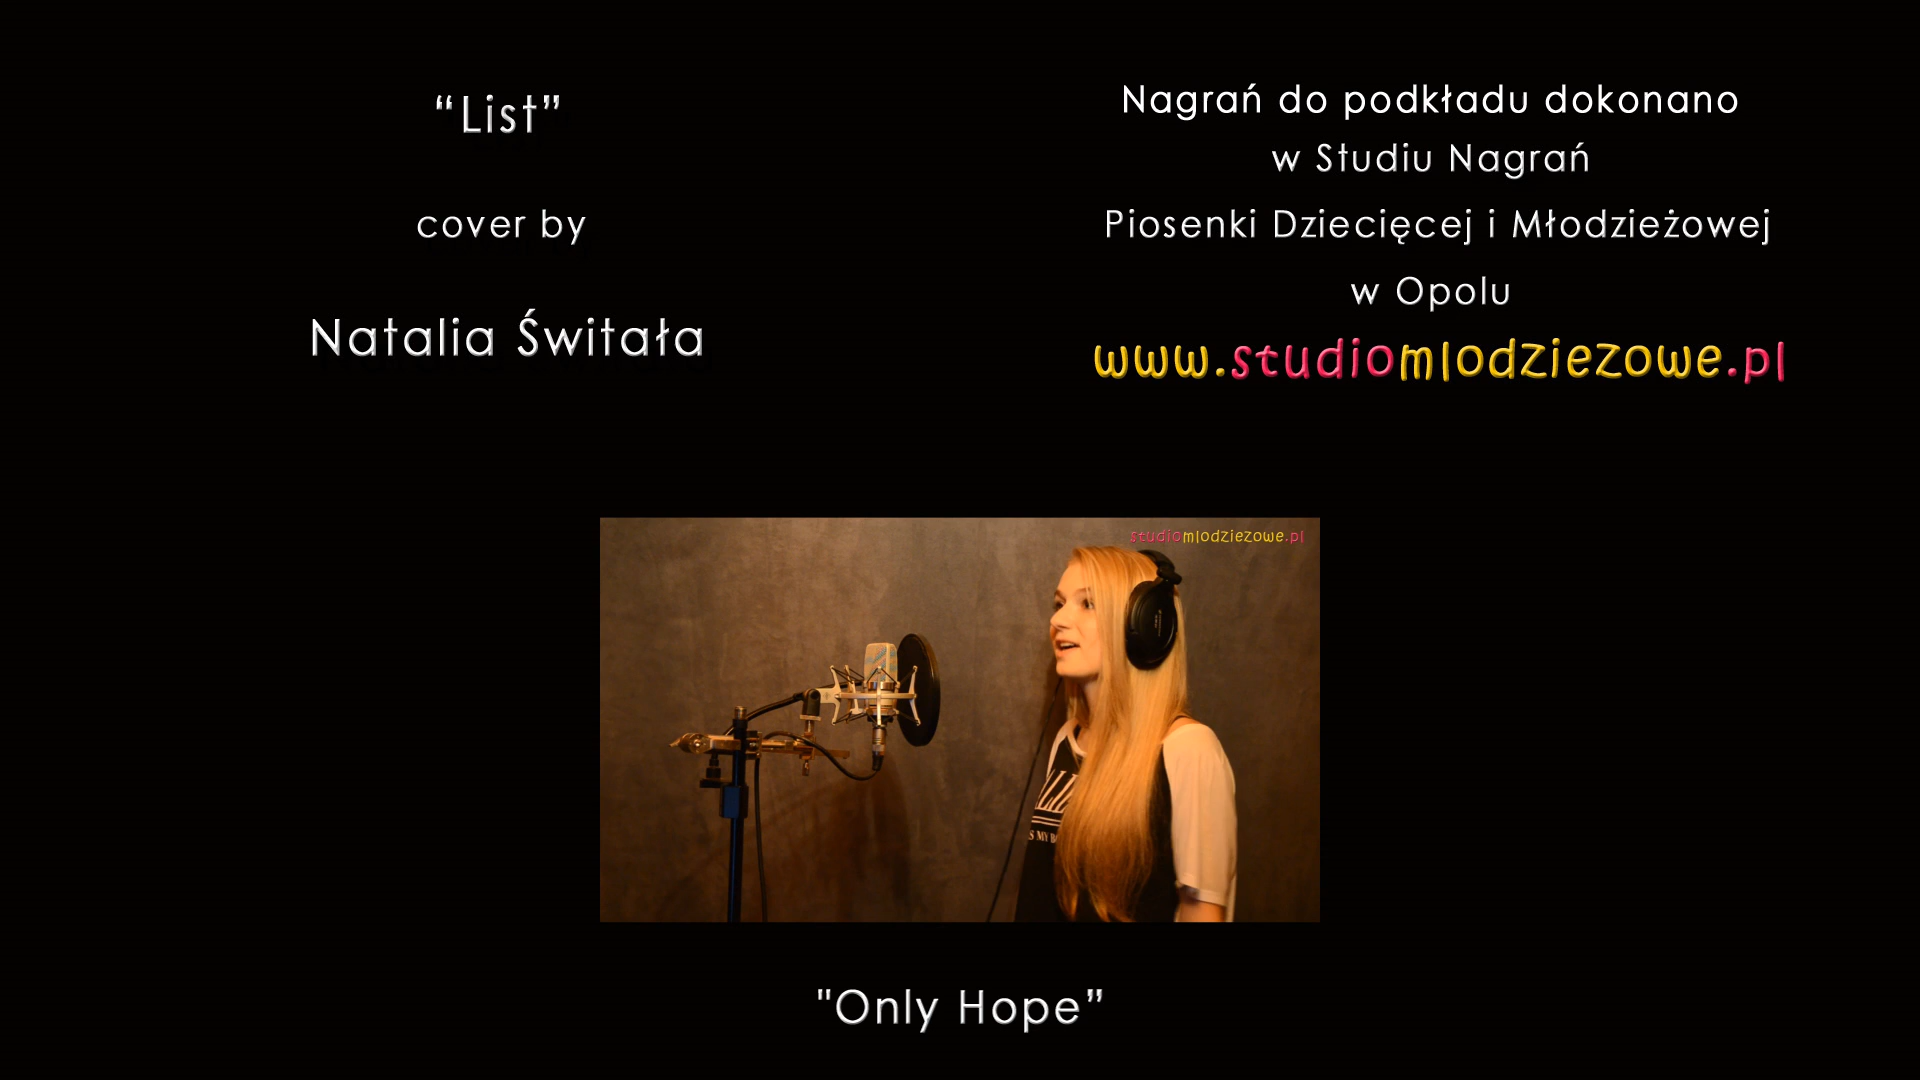 “List”
cover by
Natalia Świtała
Nagrań do podkładu dokonano
w Studiu Nagrań
Piosenki Dziecięcej i Młodzieżowej
w Opolu
www.studiomlodziezowe.pl
studiomlodziezowe.pl
"Only Hope”